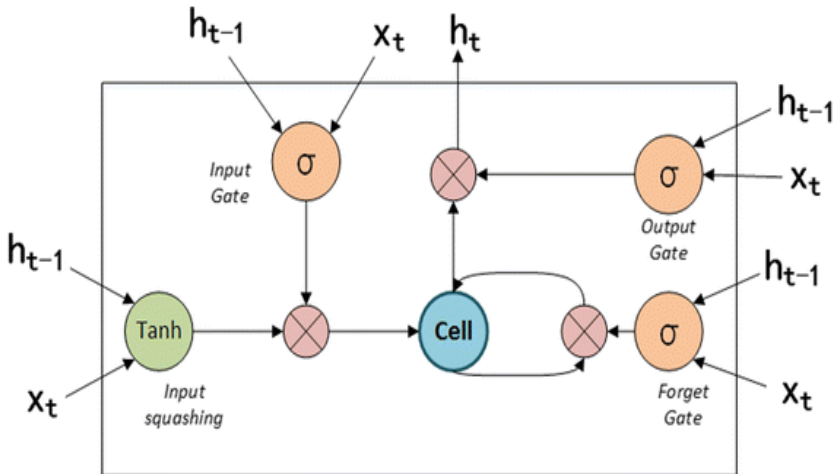 h_{t-1}
x_t
h_t
h_{t-1}
σ
Input
Gate
σ
x_t
Output
Gate
h_{t-1}
h_{t-1}
Tanh
Cell
σ
x_t
Input
squashing
Forget
Gate
x_t